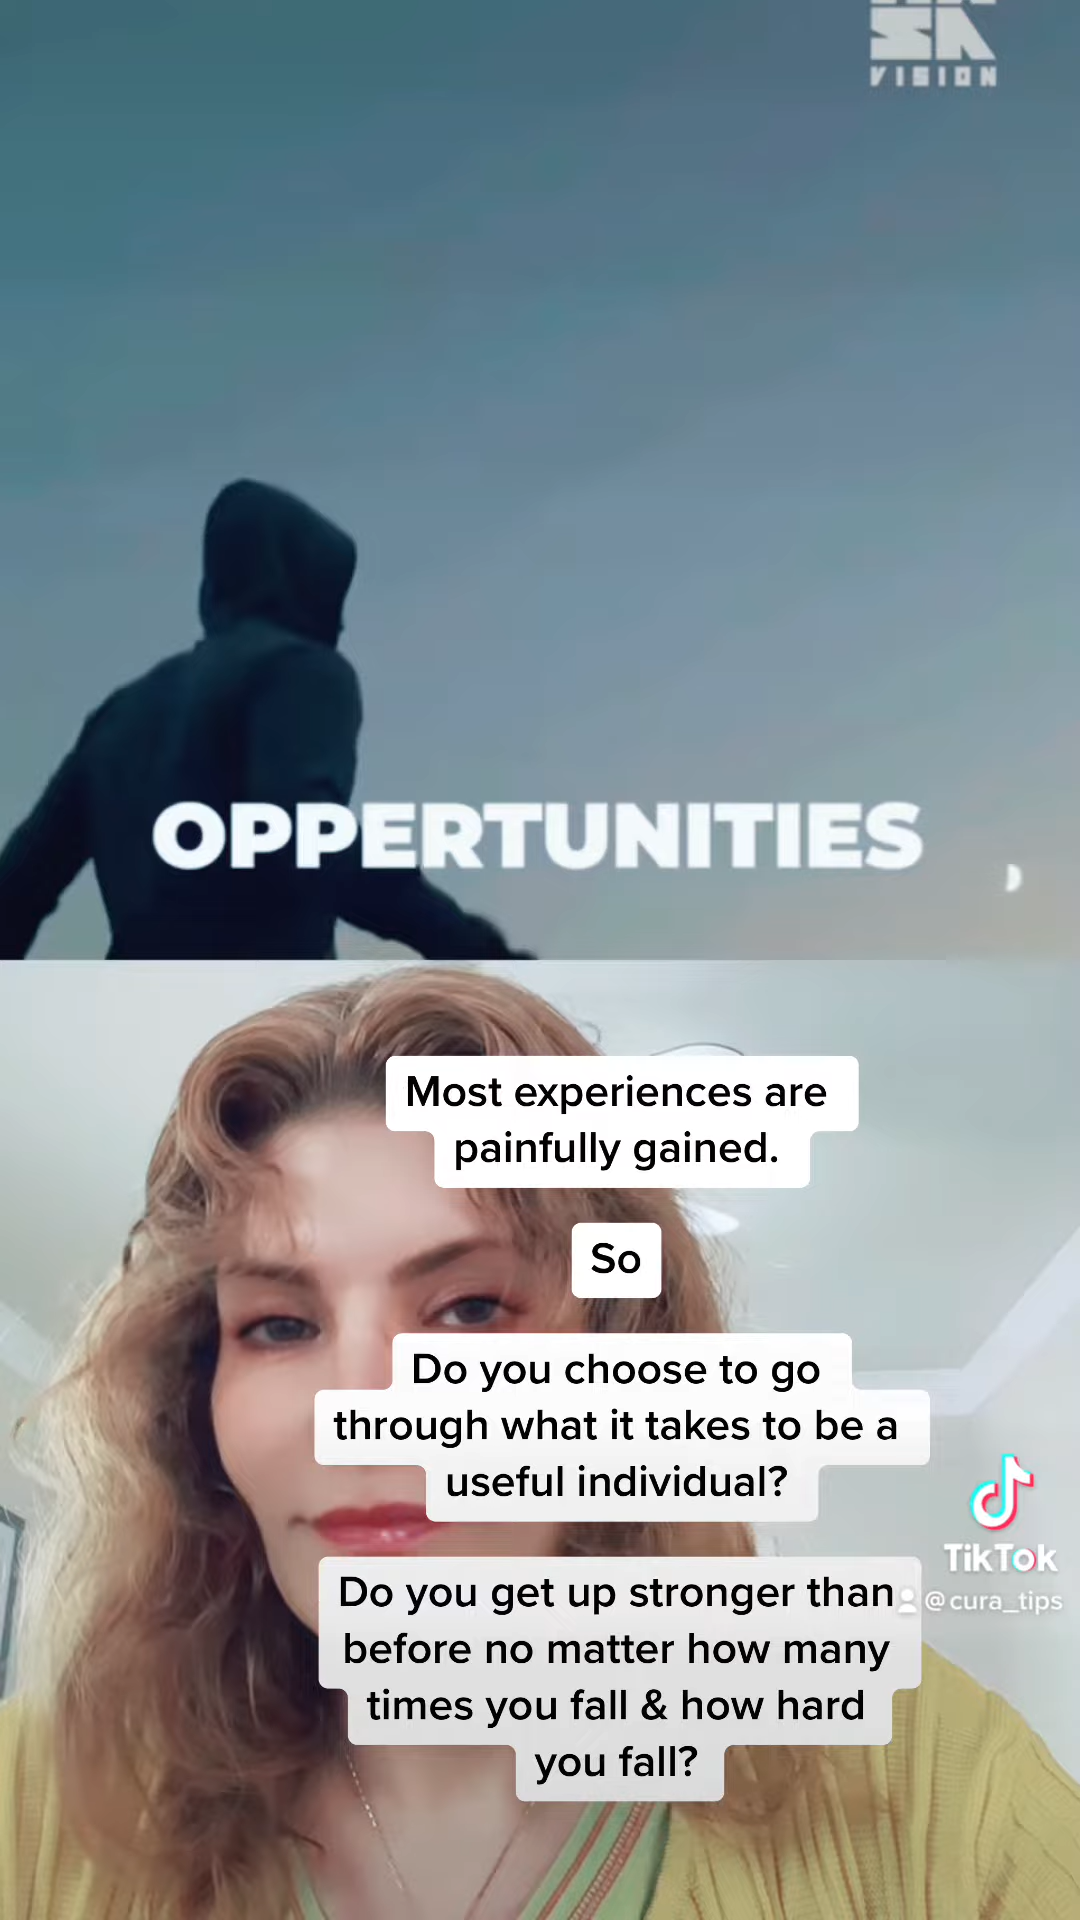 VISION
OPPERTUNITIES
Most experiences are
painfully gained.
So
Do you choose to go
through what it takes to be a
useful individual?
Do you get up stronger than
before no matter how many
times you fall & how hard
you fall?
TikTok
@cura_tips